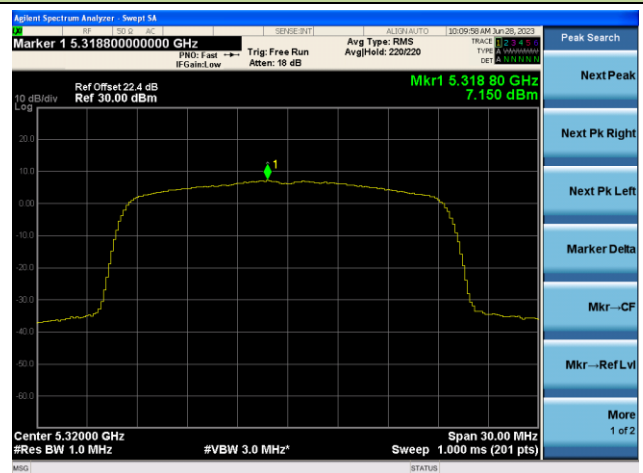 Agilent Spectrum Analyzer - Swept SA
RF 50 Ω AC SENSE:INT ALIGN AUTO 10:09:58 AM Jun 28, 2023
Marker 1 5.318800000000 GHz
PNO: Fast
IFGain:Low
Trig: Free Run
Atten: 18 dB
Avg Type: RMS
Avg|Hold: 220/220
TRACE 1 2 3 4 5 6
TYPE A WWWWW
DET A N N N N N
Peak Search
Mkr1 5.318 80 GHz
7.150 dBm
Ref Offset 22.4 dB
Ref 30.00 dBm
10 dB/div
Log
20.0
10.0
0.00
-10.0
-20.0
-30.0
-40.0
-50.0
-60.0
1
Next Peak
Next Pk Right
Next Pk Left
Marker Delta
Mkr→CF
Mkr→Ref Lvl
More
1 of 2
Center 5.32000 GHz
Span 30.00 MHz
#Res BW 1.0 MHz
#VBW 3.0 MHz*
Sweep 1.000 ms (201 pts)
MSG
STATUS